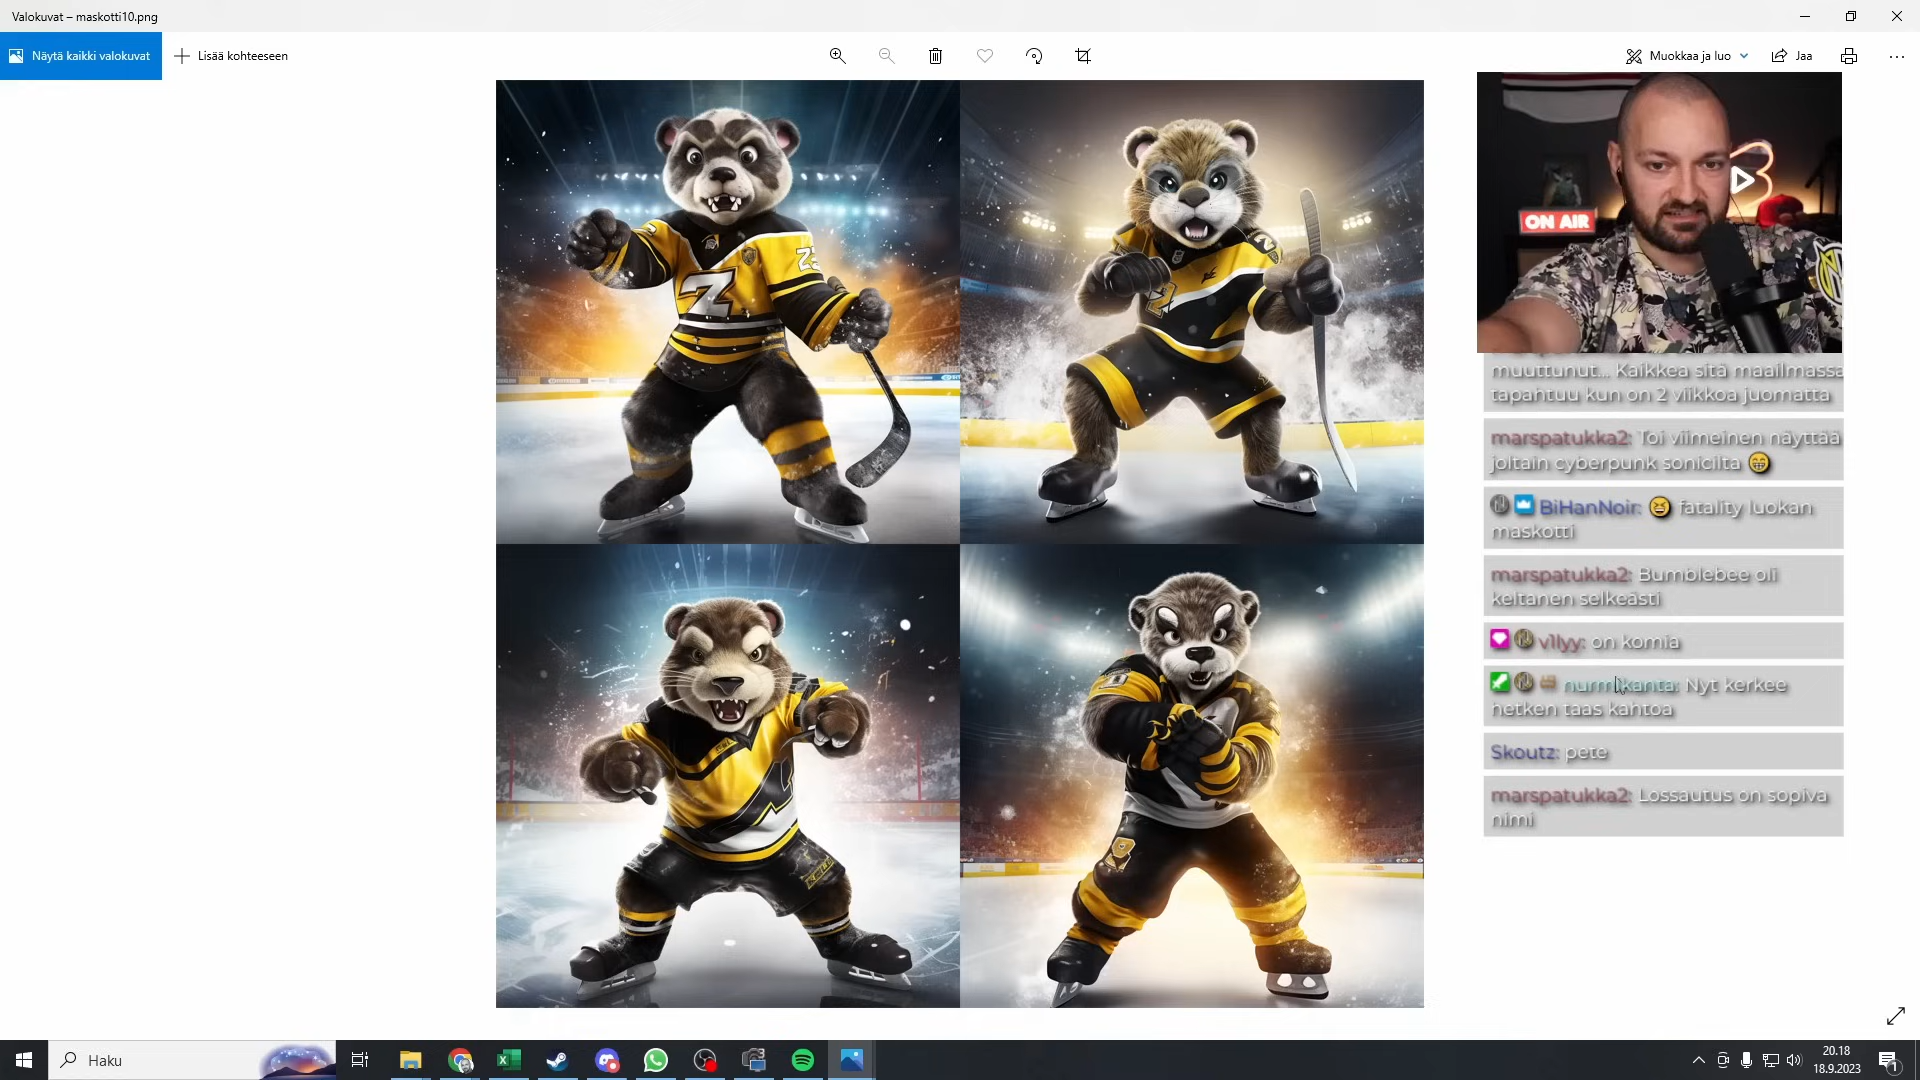 Valokuvat – maskotti10.png
Näytä kaikki valokuvat
Lisää kohteeseen
Muokkaa ja luo
Jaa
ON AIR
muuttunut... Kaikkea sitä maailmassa
tapahtuu kun on 2 viikkoa juomatta
marspatukka2: Toi viimeinen näyttää
joltain cyberpunk sonicilta
BiHanNoir: fatality luokan
maskotti
marspatukka2: Bumblebee oli
keltanen selkeästi
v1lyy: on komia
nurmikanta: Nyt kerkee
hetken taas kahtoa
Skoutz: pete
marspatukka2: Lossautus on sopiva
nimi
Haku
20.18
18.9.2023
1